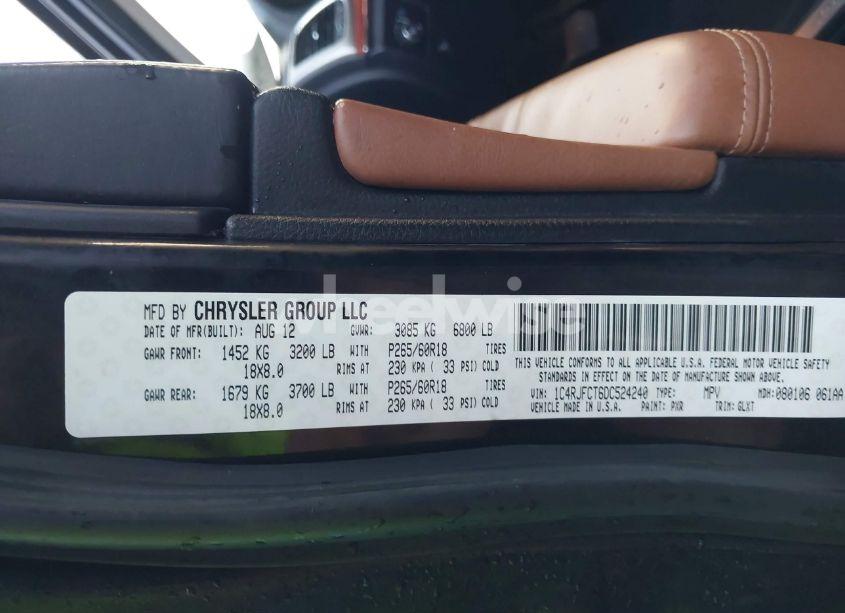 MFD BY CHRYSLER GROUP LLC
DATE OF MFR(BUILT): AUG 12 GVWR: 3085 KG 6800 LB
GAWR FRONT: 1452 KG 3200 LB WITH P265/60R18 TIRES
18X8.0 RIMS AT 230 KPA ( 33 PSI) COLD
GAWR REAR: 1679 KG 3700 LB WITH P265/60R18 TIRES
18X8.0 RIMS AT 230 KPA ( 33 PSI) COLD
THIS VEHICLE CONFORMS TO ALL APPLICABLE U.S.A. FEDERAL MOTOR VEHICLE SAFETY
STANDARDS IN EFFECT ON THE DATE OF MANUFACTURE SHOWN ABOVE.
VIN: 1C4RJFCT6DC524240 TYPE: MPV MDH: 080106 061AA
VEHICLE MADE IN U.S.A. PAINT: PXR TRIM: GLXT
wheelwise